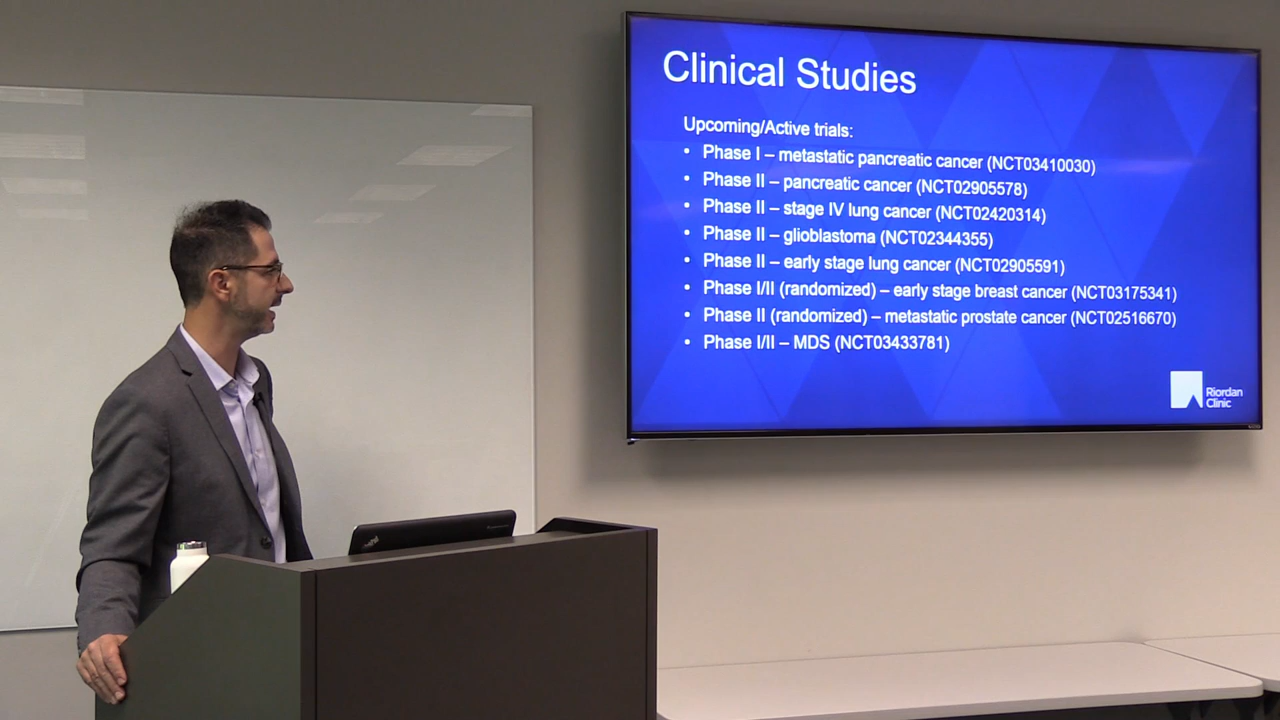 Clinical Studies
Upcoming/Active trials:
• Phase I – metastatic pancreatic cancer (NCT03410030)
• Phase II – pancreatic cancer (NCT02905578)
• Phase II – stage IV lung cancer (NCT02420314)
• Phase II – glioblastoma (NCT02344355)
• Phase II – early stage lung cancer (NCT02905591)
• Phase I/II (randomized) – early stage breast cancer (NCT03175341)
• Phase II (randomized) – metastatic prostate cancer (NCT02516670)
• Phase I/II – MDS (NCT03433781)
Riordan
Clinic